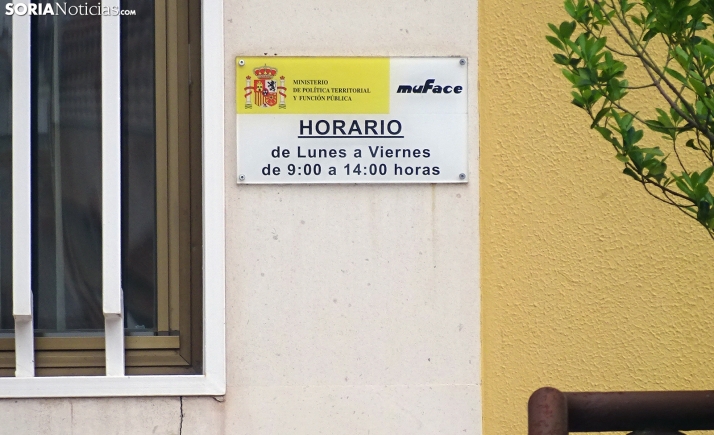 SORIANoticias.com
MINISTERIO
DE POLÍTICA TERRITORIAL
Y FUNCIÓN PÚBLICA
muface
HORARIO
de Lunes a Viernes
de 9:00 a 14:00 horas